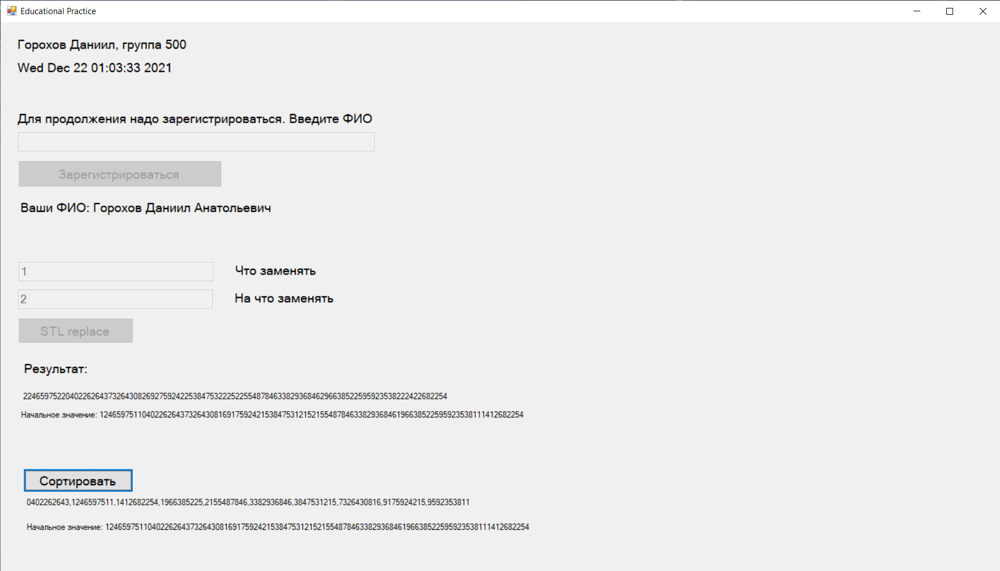 Educational Practice
Горохов Даниил, группа 500
Wed Dec 22 01:03:33 2021
Для продолжения надо зарегистрироваться. Введите ФИО
Зарегистрироваться
Ваши ФИО: Горохов Даниил Анатольевич
1 Что заменять
2 На что заменять
STL replace
Результат:
2246597522040226264373264308269275924225384753222522554878463382936846296638522595923538222422682254
Начальное значение: 1246597511040226264373264308169175924215384753121521554878463382936846196638522595923538111412682254
Сортировать
0402262643,1246597511,1412682254,1966385225,2155487846,3382936846,3847531215,7326430816,9175924215,9592353811
Начальное значение: 1246597511040226264373264308169175924215384753121521554878463382936846196638522595923538111412682254